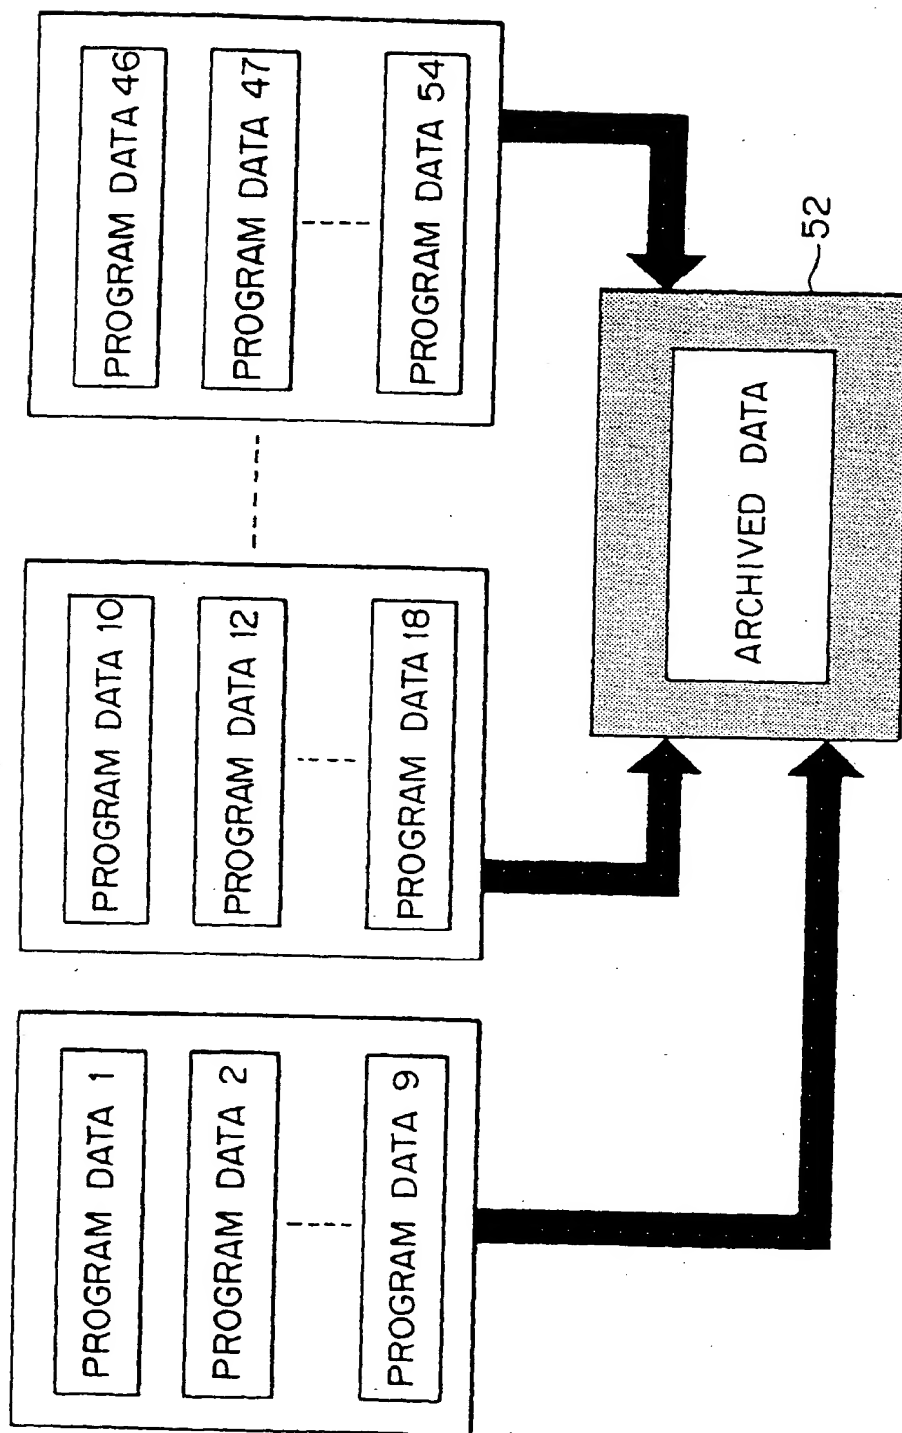 PROGRAM DATA 1
PROGRAM DATA 2
PROGRAM DATA 9
PROGRAM DATA 10
PROGRAM DATA 12
PROGRAM DATA 18
PROGRAM DATA 46
PROGRAM DATA 47
PROGRAM DATA 54
ARCHIVED DATA
52